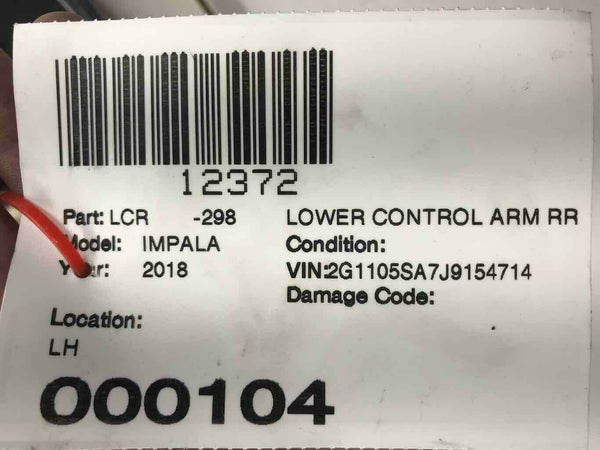 12372
Part: LCR -298 LOWER CONTROL ARM RR
Model: IMPALA Condition:
Year: 2018 VIN:2G1105SA7J9154714
Damage Code:
Location:
LH
000104